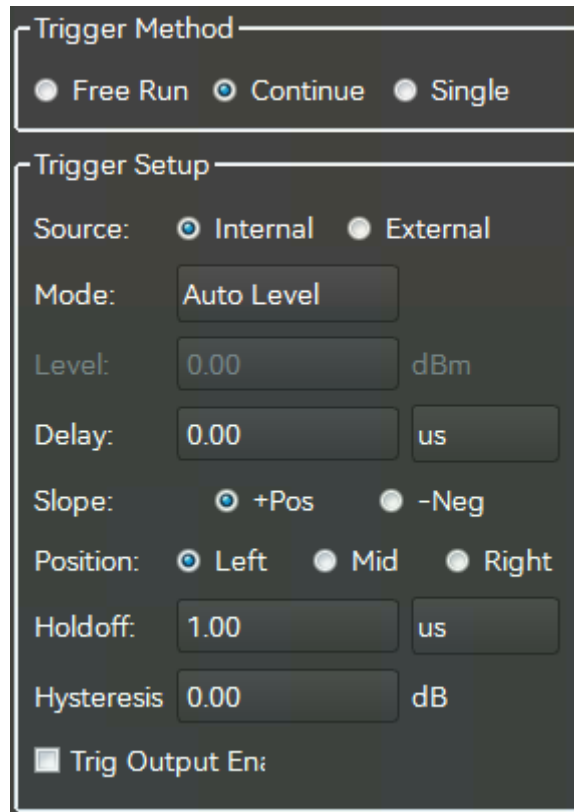 Trigger Method
Free Run Continue Single
Trigger Setup
Source: Internal External
Mode: Auto Level
Level: 0.00 dBm
Delay: 0.00 us
Slope: +Pos -Neg
Position: Left Mid Right
Holdoff: 1.00 us
Hysteresis 0.00 dB
Trig Output Ena